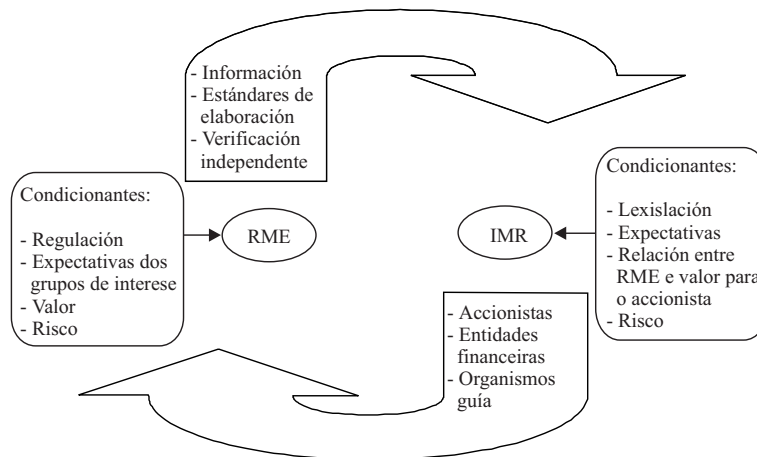 - Información
- Estándares de
elaboración
- Verificación
independente
Condicionantes:
- Regulación
- Expectativas dos
grupos de interese
- Valor
- Risco
RME
IMR
Condicionantes:
- Lexislación
- Expectativas
- Relación entre
RME e valor para
o accionista
- Risco
- Accionistas
- Entidades
financeiras
- Organismos
guía